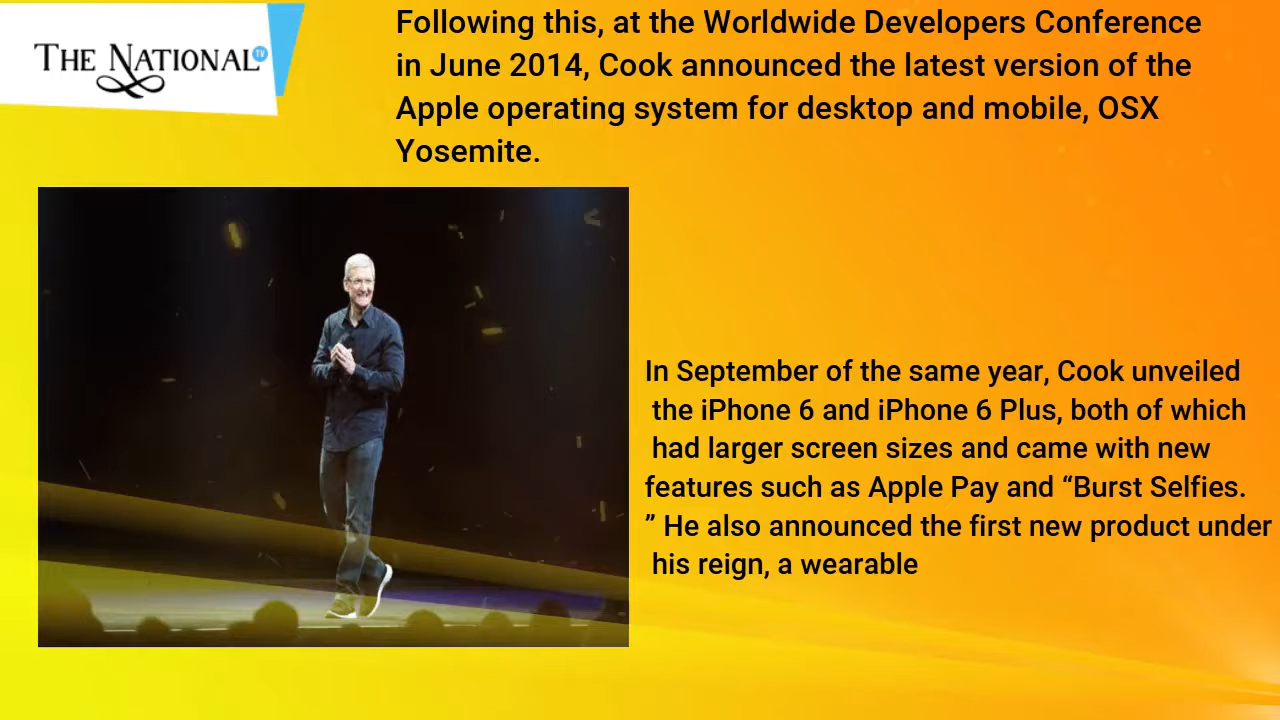 THE NATIONAL TV
Following this, at the Worldwide Developers Conference
in June 2014, Cook announced the latest version of the
Apple operating system for desktop and mobile, OSX
Yosemite.
In September of the same year, Cook unveiled
the iPhone 6 and iPhone 6 Plus, both of which
had larger screen sizes and came with new
features such as Apple Pay and “Burst Selfies.
” He also announced the first new product under
his reign, a wearable